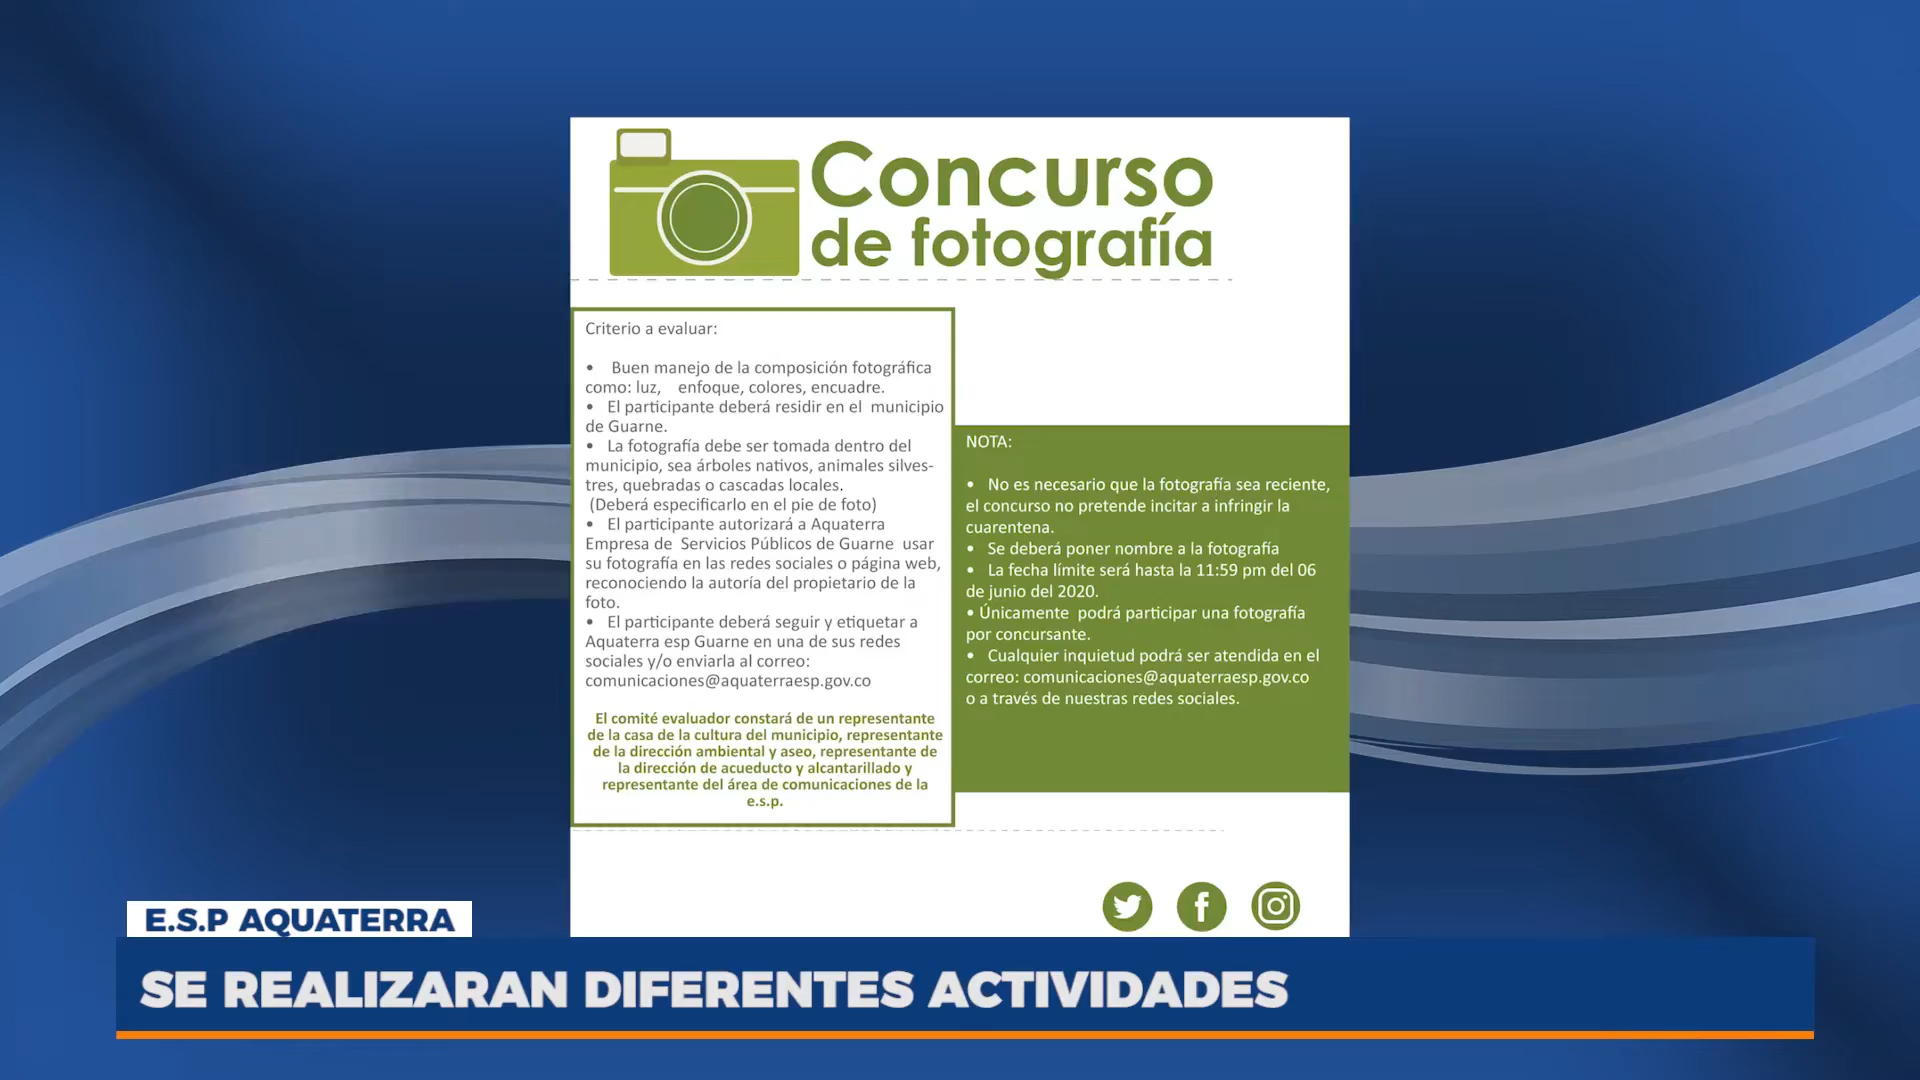 Concurso
de fotografía
Criterio a evaluar:
• Buen manejo de la composición fotográfica
como: luz, enfoque, colores, encuadre.
• El participante deberá residir en el municipio
de Guarne.
• La fotografía debe ser tomada dentro del
municipio, sea árboles nativos, animales silves-
tres, quebradas o cascadas locales.
(Deberá especificarlo en el pie de foto)
• El participante autorizará a Aquaterra
Empresa de Servicios Públicos de Guarne usar
su fotografía en las redes sociales o página web,
reconociendo la autoría del propietario de la
foto.
• El participante deberá seguir y etiquetar a
Aquaterra esp Guarne en una de sus redes
sociales y/o enviarla al correo:
comunicaciones@aquaterraesp.gov.co
El comité evaluador constará de un representante
de la casa de la cultura del municipio, representante
de la dirección ambiental y aseo, representante de
la dirección de acueducto y alcantarillado y
representante del área de comunicaciones de la
e.s.p.
NOTA:
• No es necesario que la fotografía sea reciente,
el concurso no pretende incitar a infringir la
cuarentena.
• Se deberá poner nombre a la fotografía
• La fecha límite será hasta la 11:59 pm del 06
de junio del 2020.
• Únicamente podrá participar una fotografía
por concursante.
• Cualquier inquietud podrá ser atendida en el
correo: comunicaciones@aquaterraesp.gov.co
o a través de nuestras redes sociales.
E.S.P AQUATERRA
SE REALIZARAN DIFERENTES ACTIVIDADES